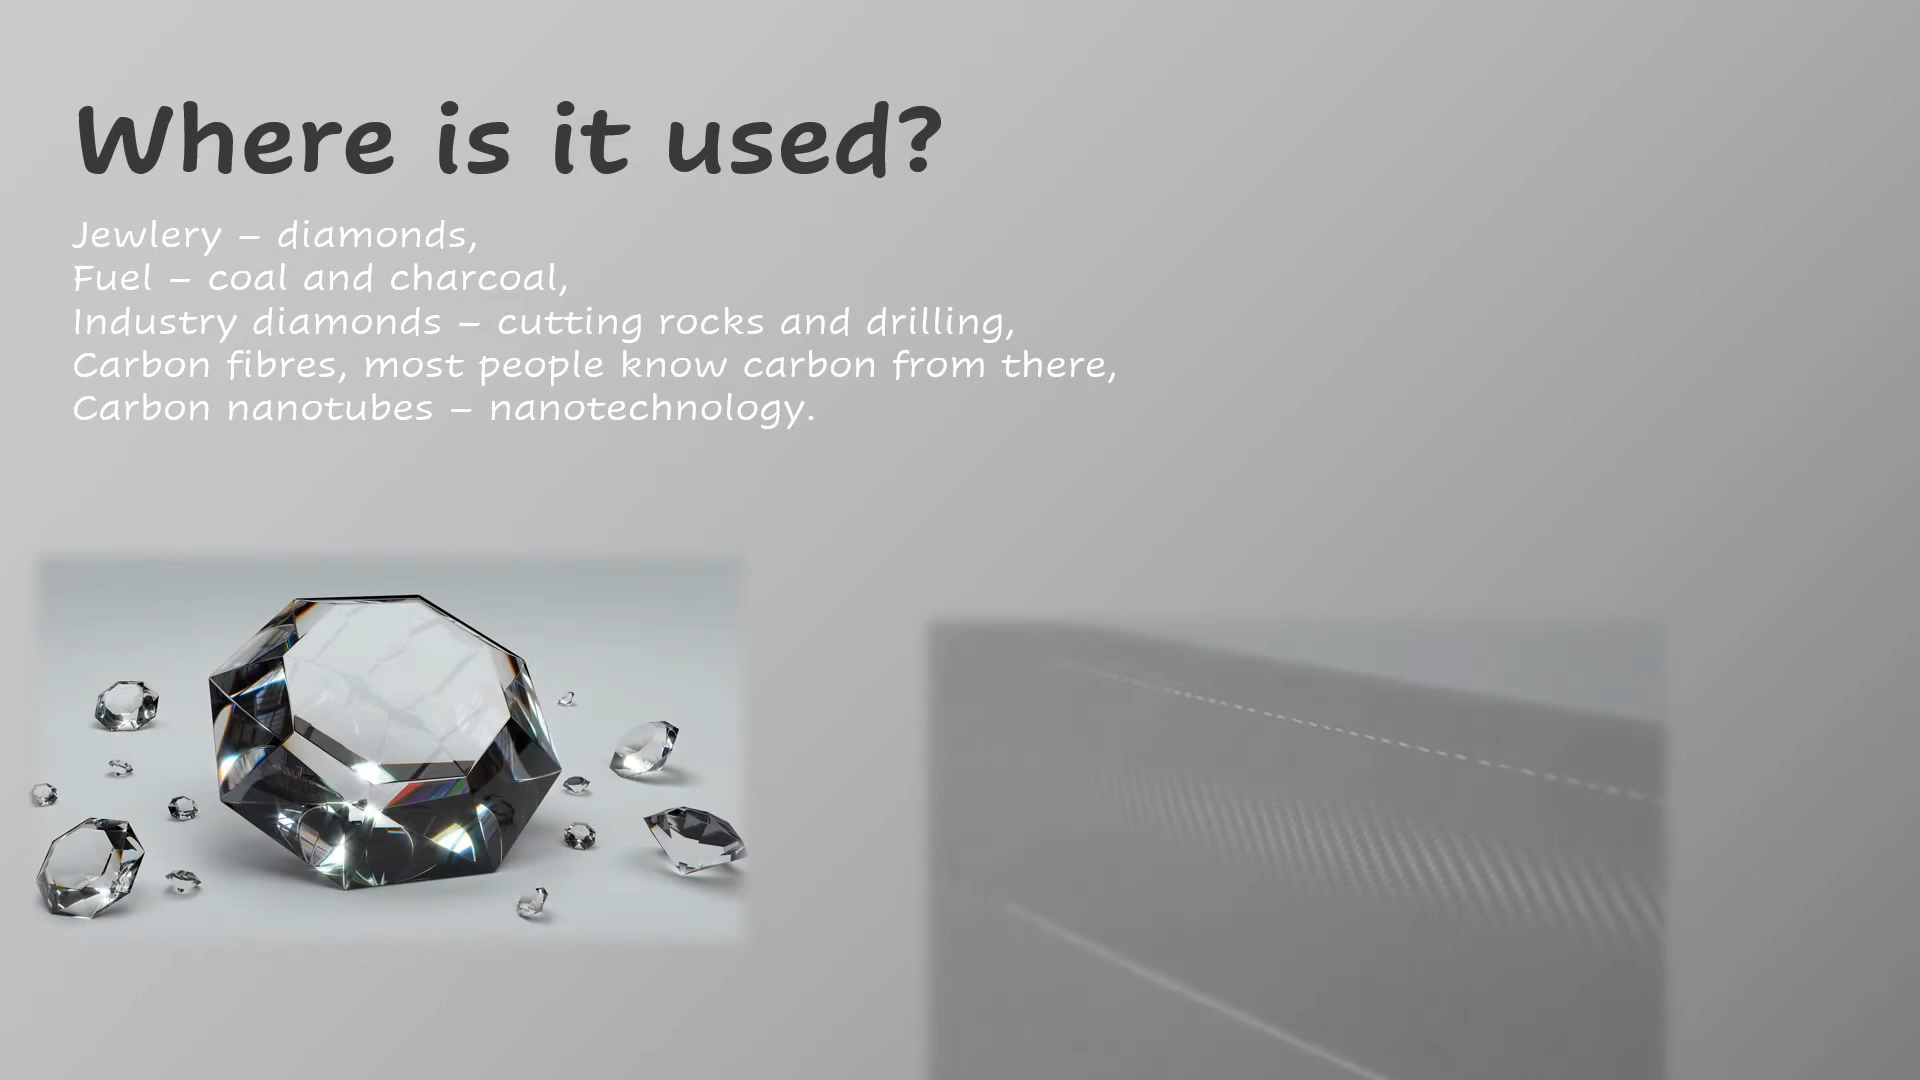 Where is it used?
Jewlery – diamonds,
Fuel – coal and charcoal,
Industry diamonds – cutting rocks and drilling,
Carbon fibres, most people know carbon from there,
Carbon nanotubes – nanotechnology.